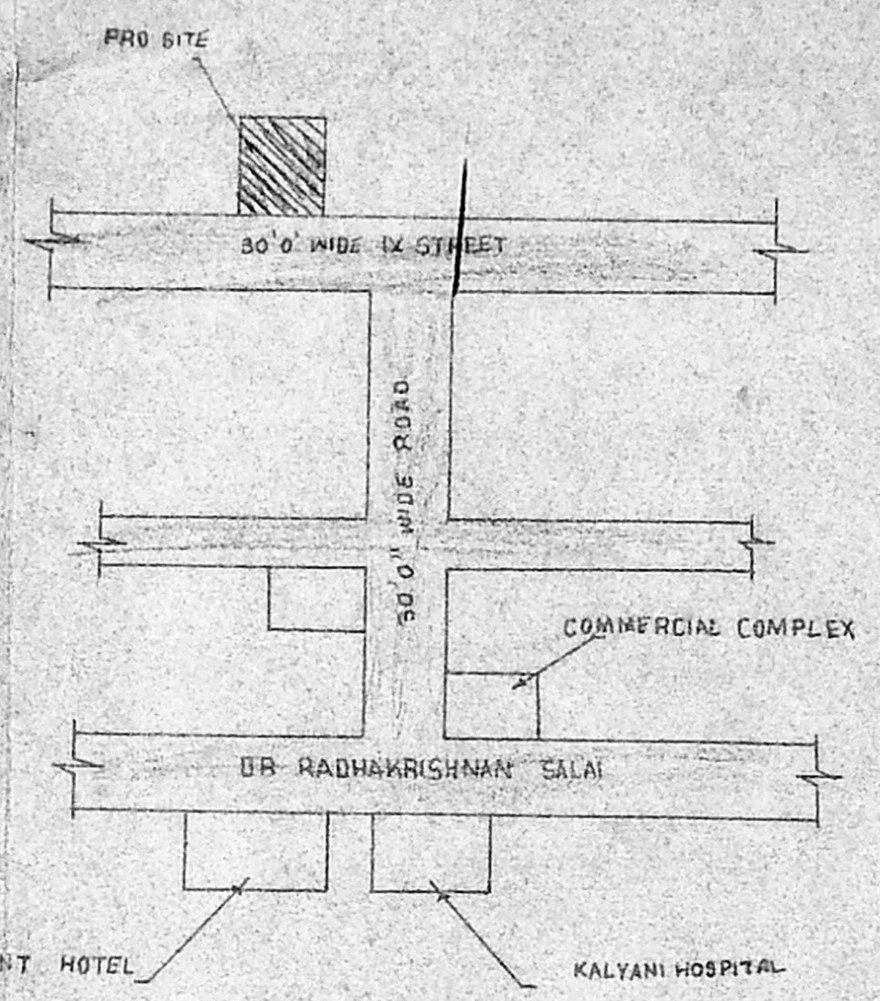 PRO SITE
30'0' WIDE IX STREET
30'0" WIDE ROAD
COMMERCIAL COMPLEX
DR RADHAKRISHNAN SALAI
NT HOTEL
KALYANI HOSPITAL